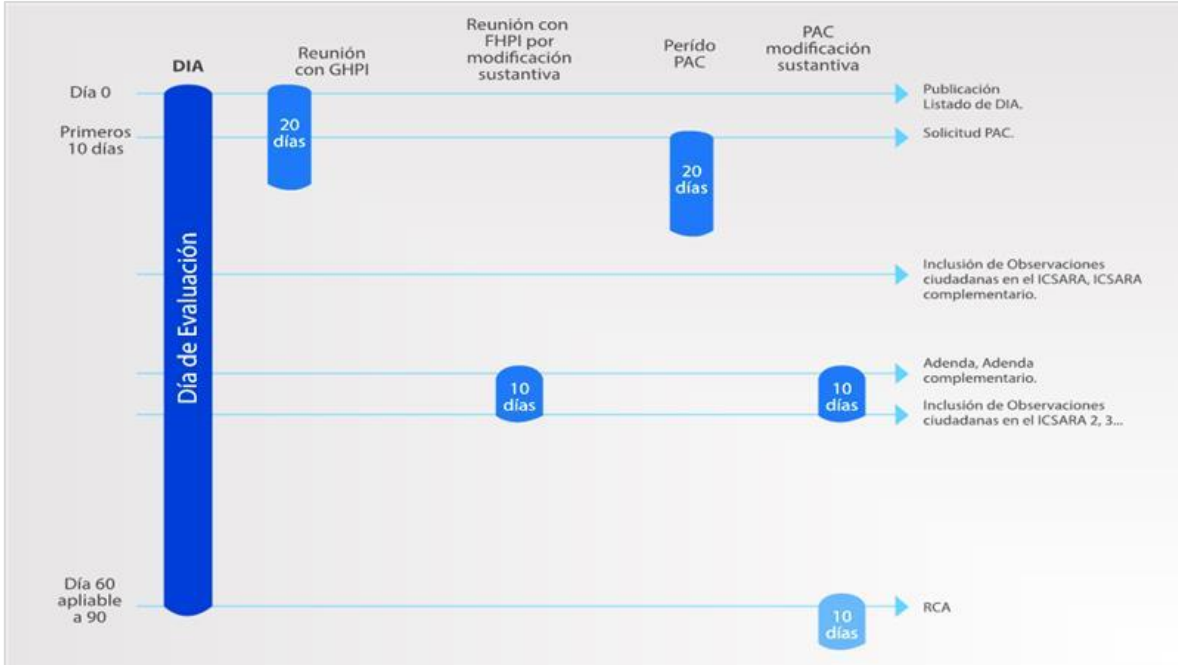 DIA
Reunión
con GHPI
Reunión con
FHPI por
modificación
sustantiva
Perído
PAC
PAC
modificación
sustantiva
Día 0
Publicación
Listado de DIA.
Primeros
10 días
Solicitud PAC.
20
días
20
días
Día de Evaluación
Inclusión de Observaciones
ciudadanas en el ICSARA, ICSARA
complementario.
Adenda, Adenda
complementario.
10
días
10
días
Inclusión de Observaciones
ciudadanas en el ICSARA 2, 3...
Día 60
apliable
a 90
RCA
10
días